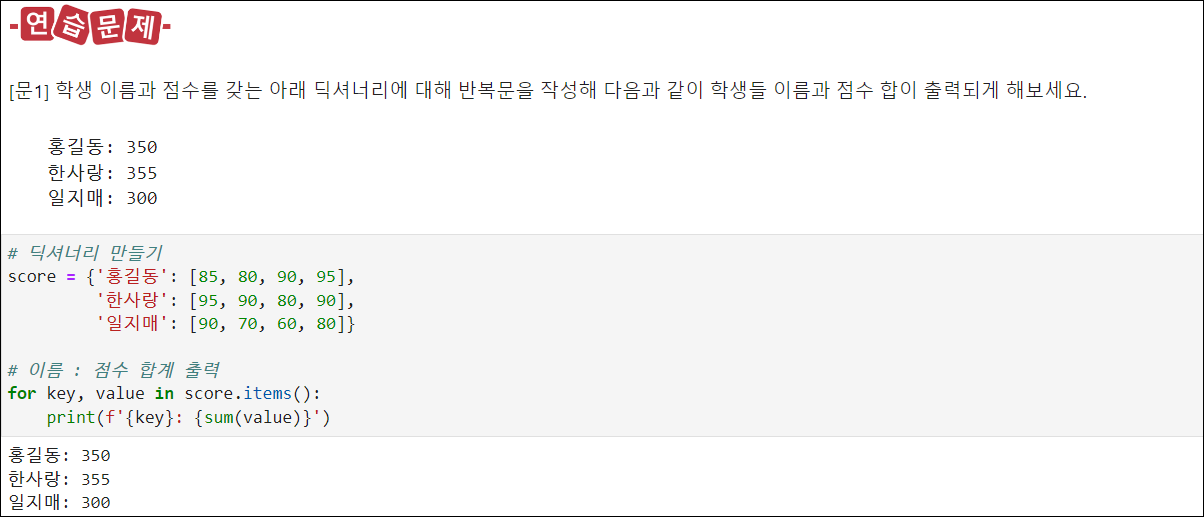 -연습문제-
[문1] 학생 이름과 점수를 갖는 아래 딕셔너리에 대해 반복문을 작성해 다음과 같이 학생들 이름과 점수 합이 출력되게 해보세요.
홍길동: 350
한사랑: 355
일지매: 300
# 딕셔너리 만들기
score = {'홍길동': [85, 80, 90, 95],
         '한사랑': [95, 90, 80, 90],
         '일지매': [90, 70, 60, 80]}
# 이름 : 점수 합계 출력
for key, value in score.items():
    print(f'{key}: {sum(value)}')
홍길동: 350
한사랑: 355
일지매: 300